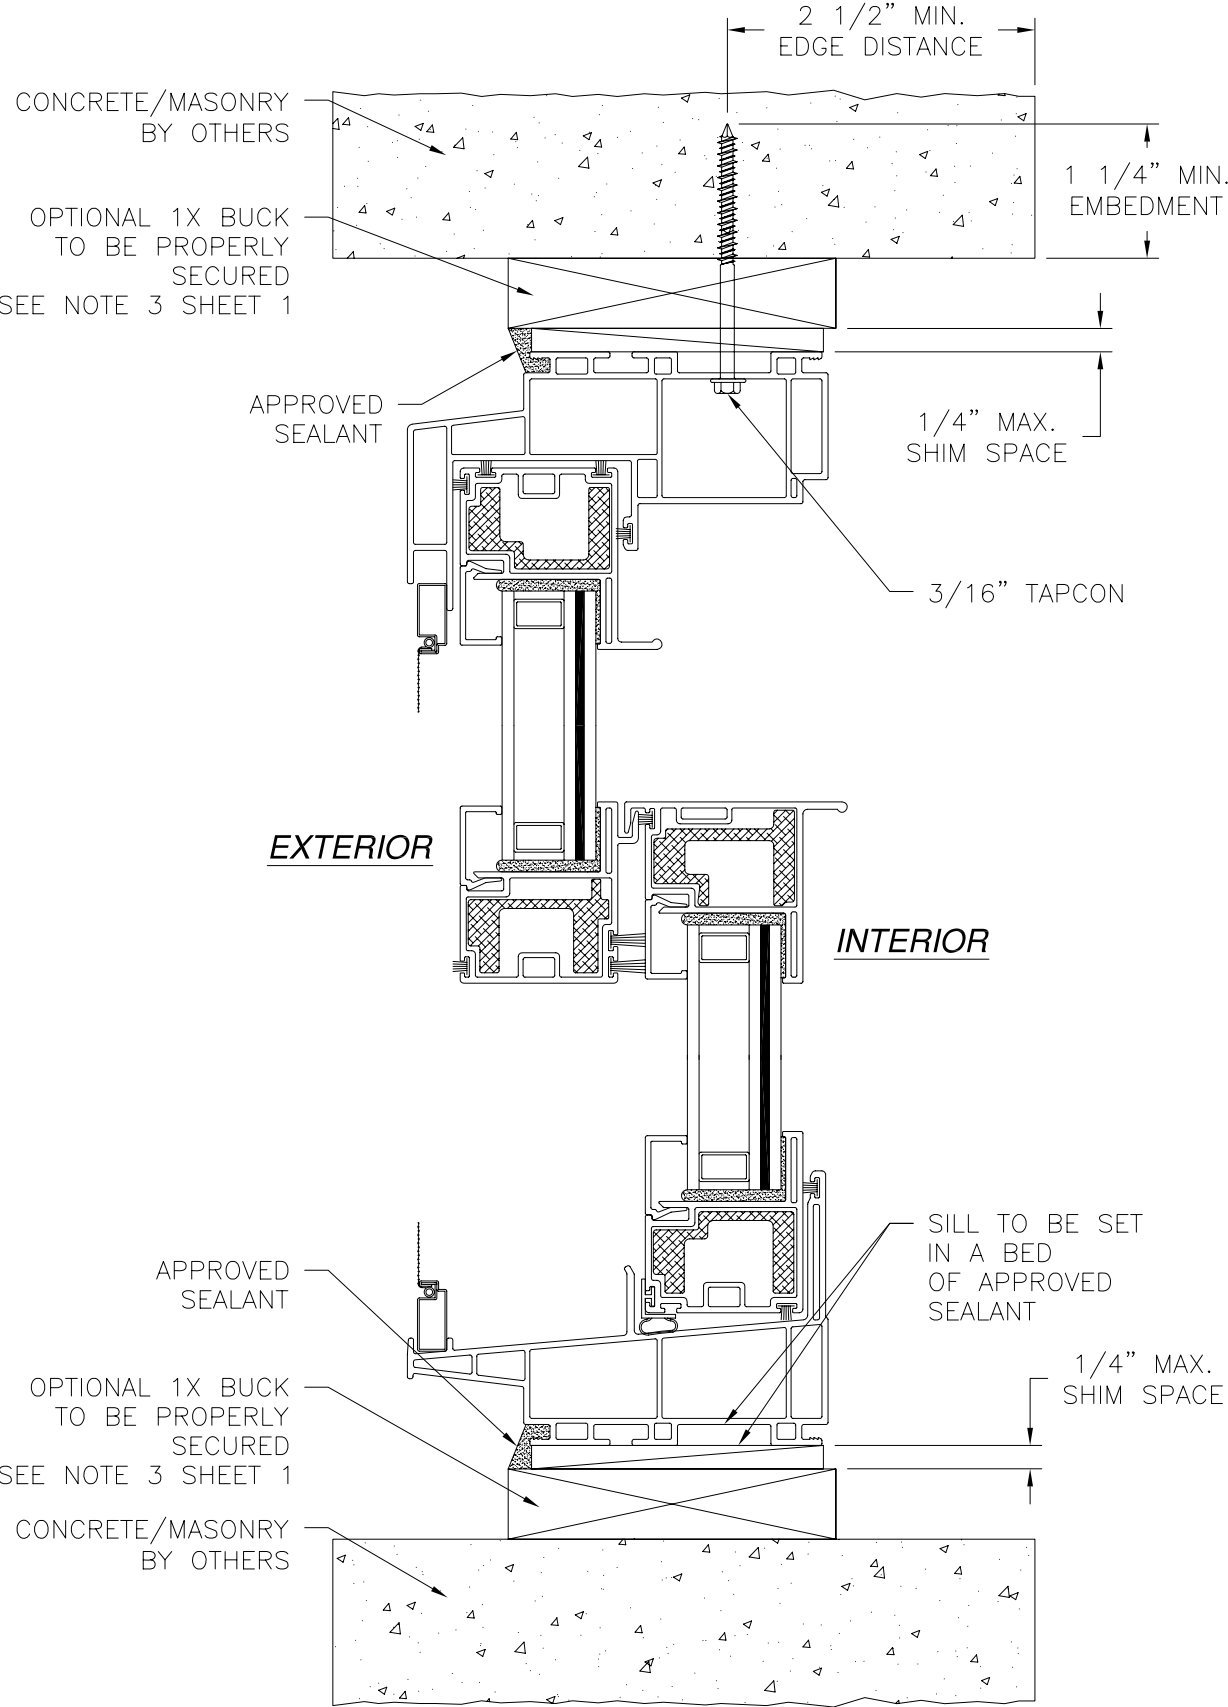 2 1/2” MIN.
EDGE DISTANCE
CONCRETE/MASONRY
BY OTHERS
1 1/4” MIN.
EMBEDMENT
OPTIONAL 1X BUCK
TO BE PROPERLY
SECURED
SEE NOTE 3 SHEET 1
APPROVED
SEALANT
1/4” MAX.
SHIM SPACE
3/16” TAPCON
EXTERIOR
INTERIOR
SILL TO BE SET
IN A BED
OF APPROVED
SEALANT
APPROVED
SEALANT
1/4” MAX.
SHIM SPACE
OPTIONAL 1X BUCK
TO BE PROPERLY
SECURED
SEE NOTE 3 SHEET 1
CONCRETE/MASONRY
BY OTHERS